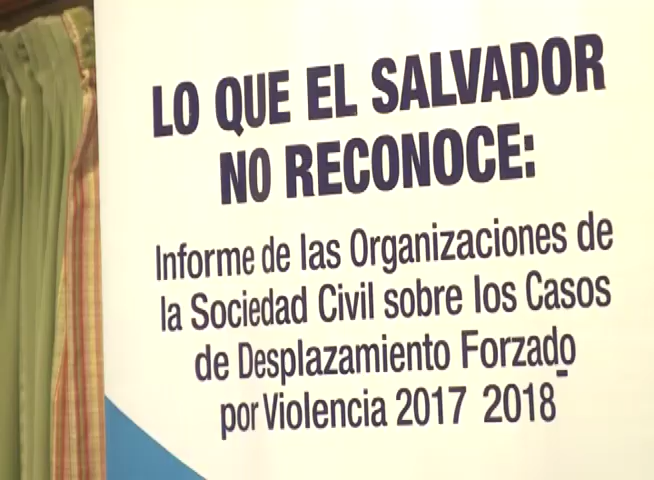 LO QUE EL SALVADOR
NO RECONOCE:
Informe de las Organizaciones de
la Sociedad Civil sobre los Casos
de Desplazamiento Forzado
por Violencia 2017 2018